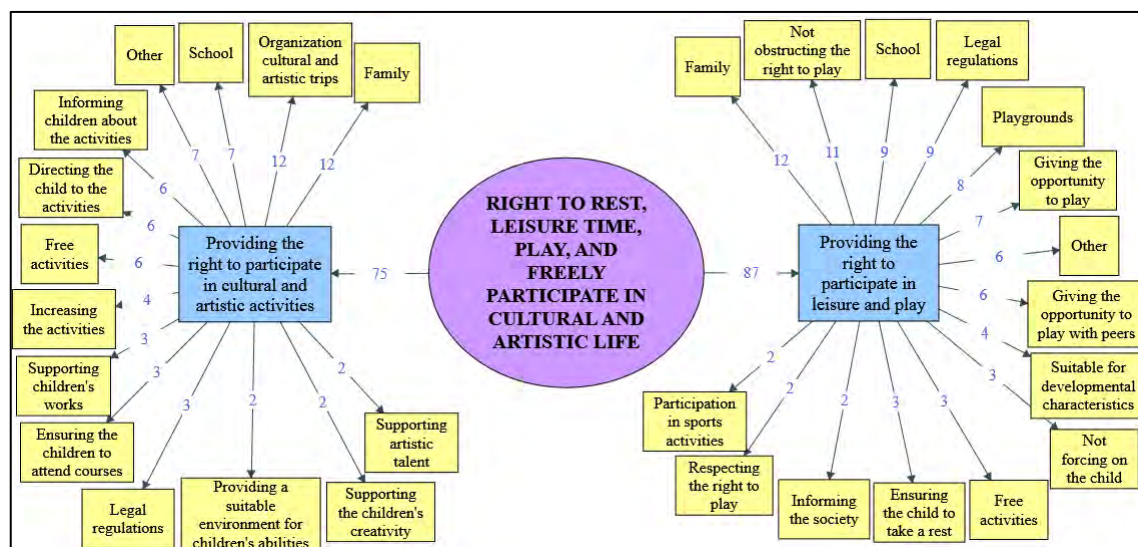 Other
School
Organization
cultural and
artistic trips
Family
Informing
children about
the activities
Directing the
child to the
activities
Free
activities
Increasing
the activities
Supporting
children's
works
Ensuring the
children to
attend courses
Legal
regulations
Providing a
suitable
environment for
children's abilities
Supporting
the children's
creativity
Supporting
artistic
talent
7
7
12
12
6
6
6
4
3
3
3
2
2
2
Providing the
right to participate
in cultural and
artistic activities
75
RIGHT TO REST,
LEISURE TIME,
PLAY, AND
FREELY
PARTICIPATE IN
CULTURAL AND
ARTISTIC LIFE
87
Providing the
right to
participate in
leisure and play
Family
Not
obstructing the
right to play
School
Legal
regulations
Playgrounds
Giving the
opportunity
to play
Other
Giving the
opportunity to
play with peers
Suitable for
developmental
characteristics
Not
forcing on
the child
Free
activities
Ensuring the
child to
take a rest
Informing
the society
Respecting
the right to
play
Participation
in sports
activities
12
11
9
9
8
7
6
6
4
3
3
3
2
2
2